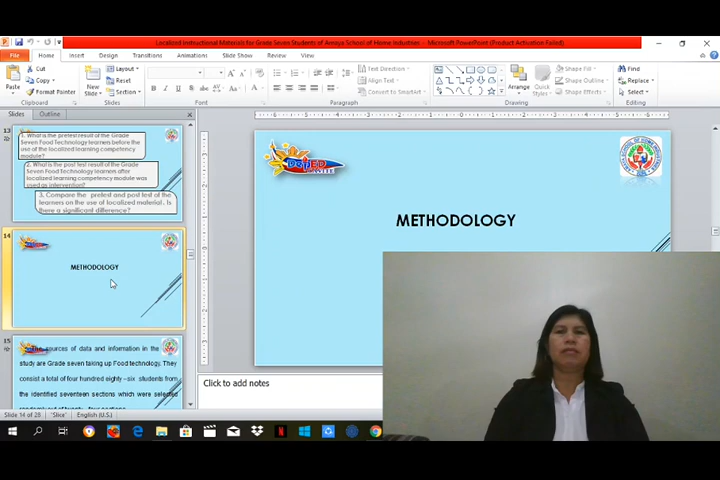 Localized Instructional Materials for Grade Seven Students of Amaya School of Home Industries - Microsoft PowerPoint (Product Activation Failed)
File Home Insert Design Transitions Animations Slide Show Review View
Cut
Copy
Format Painter
Paste
Clipboard
New
Slide
Layout
Reset
Section
Slides
Font
Paragraph
Text Direction
Align Text
Convert to SmartArt
Arrange
Quick
Styles
Shape Fill
Shape Outline
Shape Effects
Drawing
Find
Replace
Select
Editing
Slides Outline
13
1. What is the pretest result of the Grade
Seven Food Technology learners before the
use of the localized learning competency
module?
2. What is the post test result of the Grade
Seven Food Technology learners after
localized learning competency module was
used as intervention?
3. Compare the pretest and post test of the
learners on the use of localized material. Is
there a significant difference?
14
METHODOLOGY
15
The sources of data and information in the
study are Grade seven taking up Food technology. They
consist a total of four hundred eighty -six students from
the identified seventeen sections which were selected
DepED
METHODOLOGY
Click to add notes
Slide 14 of 28 "Slice" English (U.S.)